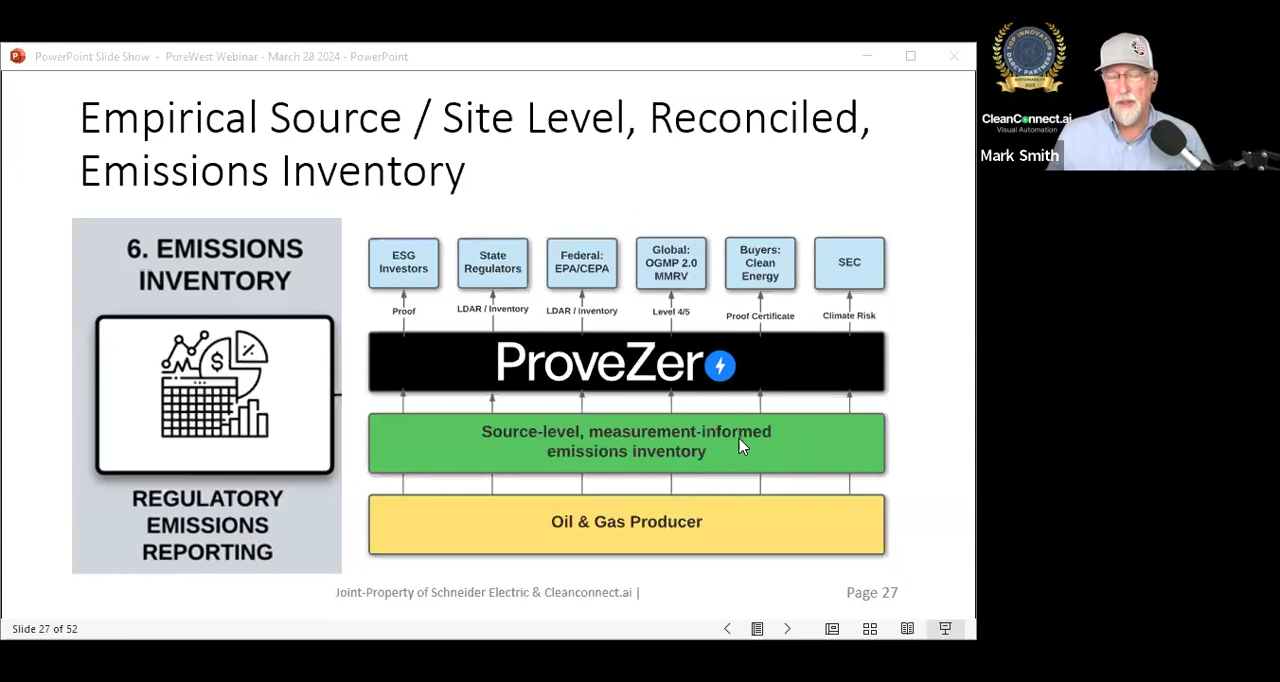 PowerPoint Slide Show - PureWest Webinar - March 28 2024 - PowerPoint
Empirical Source / Site Level, Reconciled,
Emissions Inventory
6. EMISSIONS
INVENTORY
REGULATORY
EMISSIONS
REPORTING
ESG
Investors
State
Regulators
Federal:
EPA/CEPA
Global:
OGMP 2.0
MMRV
Buyers:
Clean
Energy
SEC
Proof
LDAR / Inventory
LDAR / Inventory
Level 4/5
Proof Certificate
Climate Risk
ProveZero
Source-level, measurement-informed
emissions inventory
Oil & Gas Producer
Joint-Property of Schneider Electric & Cleanconnect.ai |
Page 27
Slide 27 of 52
TOP INNOVATOR
DARCY PARTNERS
CleanConnect.ai
Visual Automation
Mark Smith